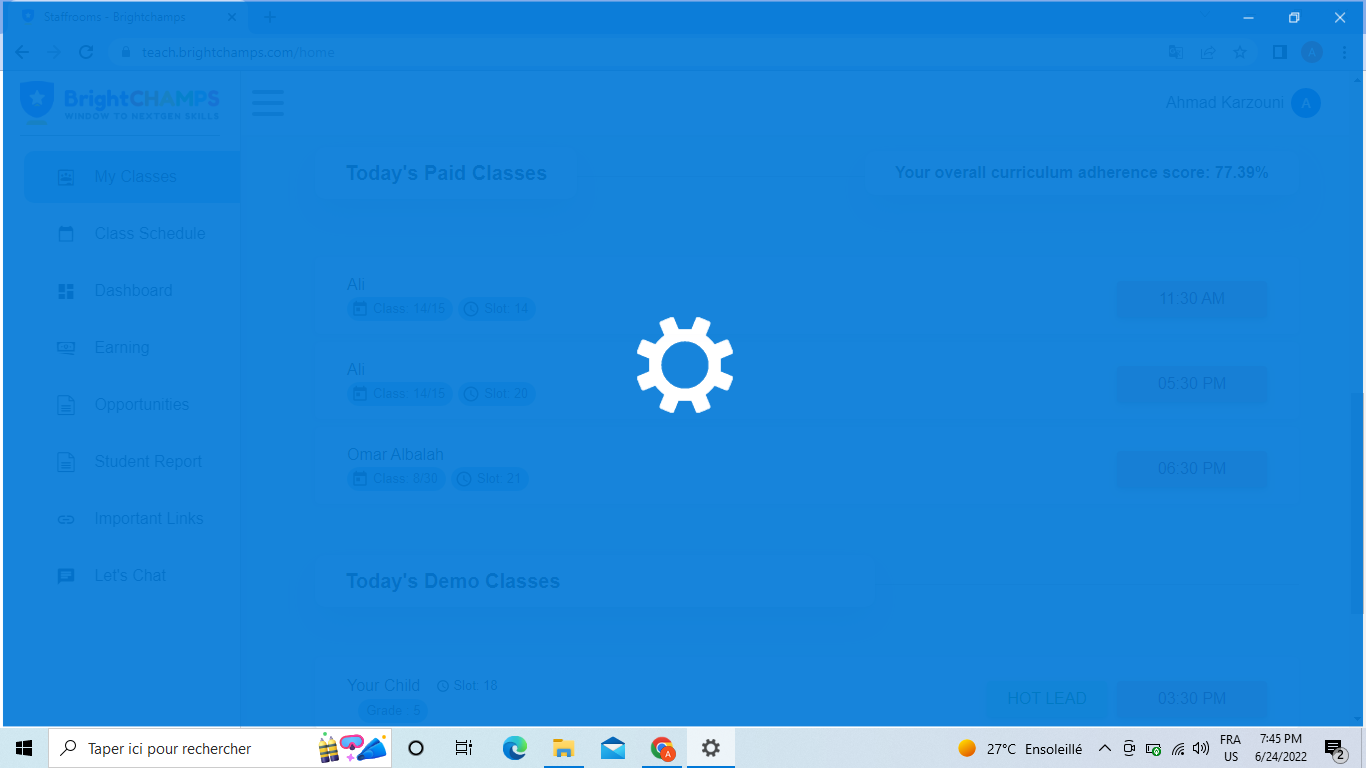 Staffrooms - Brightchamps
teach.brightchamps.com/home
A
BrightCHAMPS
WINDOW TO NEXTGEN SKILLS
Ahmad Karzouni A
My Classes
Class Schedule
Dashboard
Earning
Opportunities
Student Report
Important Links
Let's Chat
Today's Paid Classes
Your overall curriculum adherence score: 77.39%
Ali
Class: 14/15 Slot: 14
11:30 AM
Ali
Class: 14/15 Slot: 20
05:30 PM
Omar Albalah
Class: 8/30 Slot: 21
06:30 PM
Today's Demo Classes
Your Child Slot: 18
Grade : 5
HOT LEAD
03:30 PM
Taper ici pour rechercher
A
27°C Ensoleillé
FRA
US
7:45 PM
6/24/2022
2